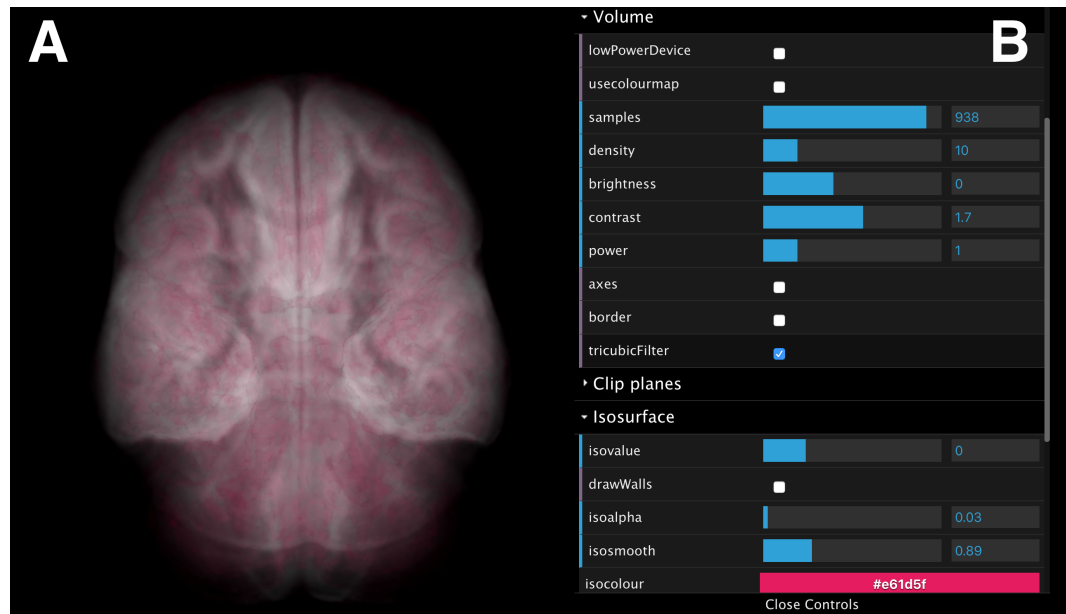 A
B
Volume
lowPowerDevice
usecolourmap
samples 938
density 10
brightness 0
contrast 1.7
power 1
axes
border
tricubicFilter
Clip planes
Isosurface
isovalue 0
drawWalls
isoalpha 0.03
isosmooth 0.89
isocolour #e61d5f
Close Controls